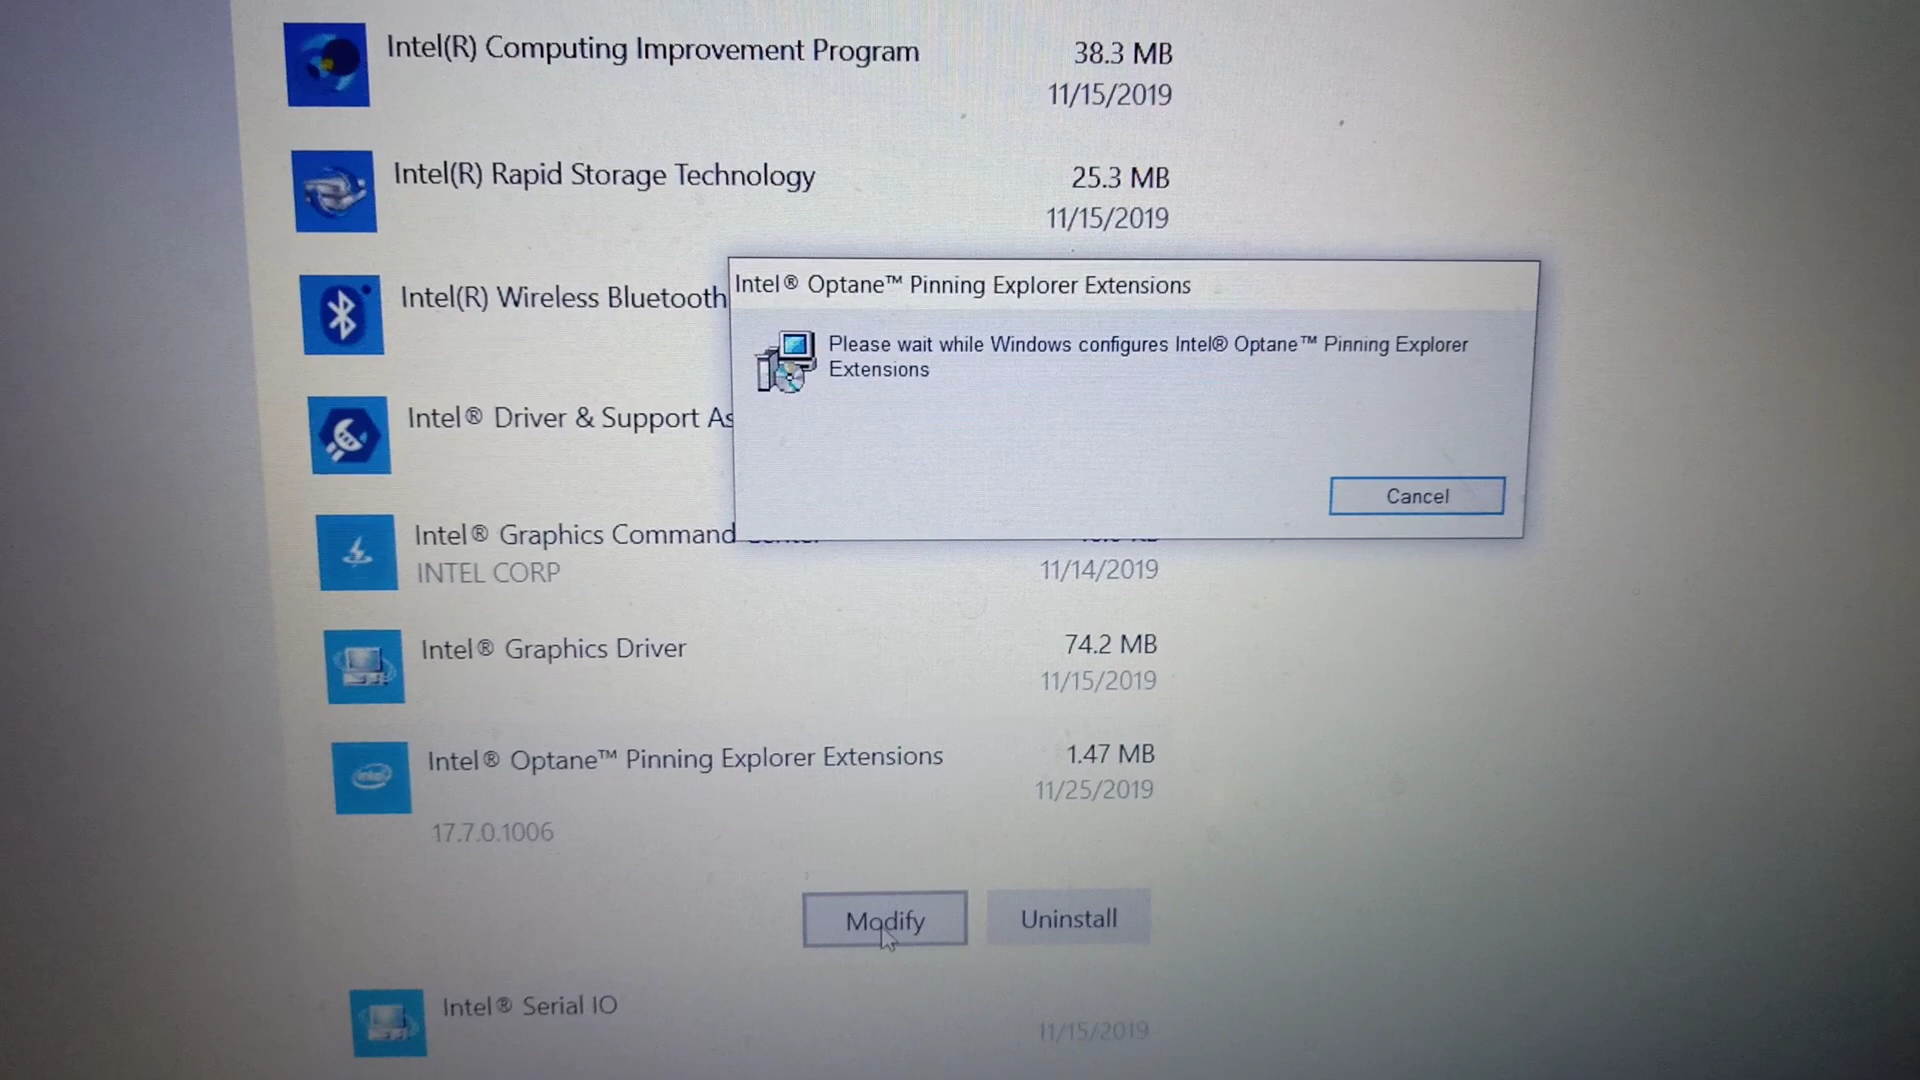 Intel(R) Computing Improvement Program
38.3 MB
11/15/2019
Intel(R) Rapid Storage Technology
25.3 MB
11/15/2019
Intel(R) Wireless Bluetooth
Intel® Optane™ Pinning Explorer Extensions
Please wait while Windows configures Intel® Optane™ Pinning Explorer
Extensions
Cancel
Intel® Driver & Support As
Intel® Graphics Command
INTEL CORP
11/14/2019
Intel® Graphics Driver
74.2 MB
11/15/2019
Intel® Optane™ Pinning Explorer Extensions
1.47 MB
11/25/2019
17.7.0.1006
Modify
Uninstall
Intel® Serial IO
11/15/2019